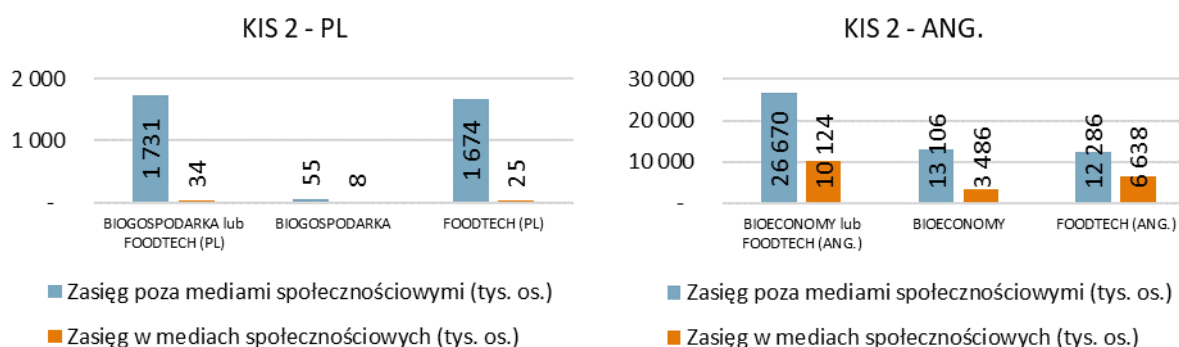 KIS 2 - PL
2 000
1 000
-
1 731
34
55
8
1 674
25
BIOGOSPODARKA lub
FOODTECH (PL)
BIOGOSPODARKA
FOODTECH (PL)
Zasięg poza mediami społecznościowymi (tys. os.)
Zasięg w mediach społecznościowych (tys. os.)
KIS 2 - ANG.
30 000
20 000
10 000
-
26 670
10 124
13 106
3 486
12 286
6 638
BIOECONOMY lub
FOODTECH (ANG.)
BIOECONOMY
FOODTECH (ANG.)
Zasięg poza mediami społecznościowymi (tys. os.)
Zasięg w mediach społecznościowych (tys. os.)